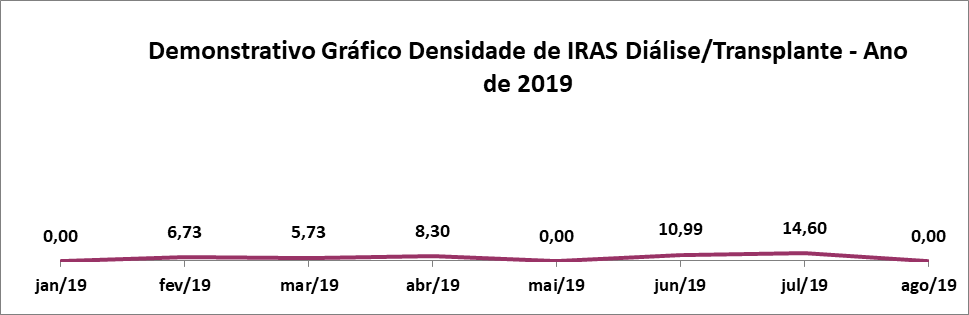 Demonstrativo Gráfico Densidade de IRAS Diálise/Transplante - Ano
de 2019
0,00 6,73 5,73 8,30 0,00 10,99 14,60 0,00
jan/19 fev/19 mar/19 abr/19 mai/19 jun/19 jul/19 ago/19